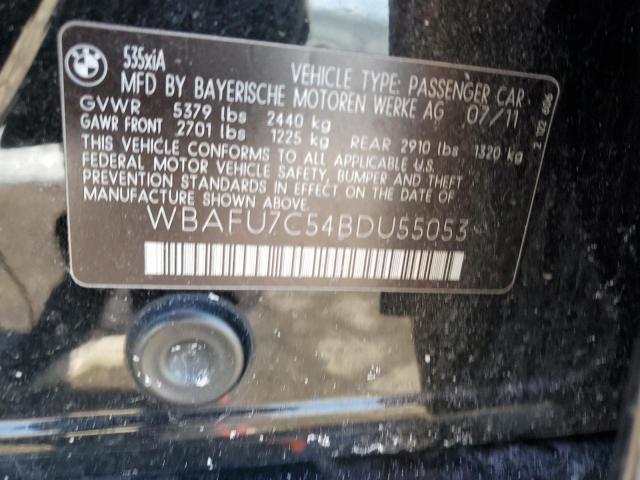 BMW
535xiA
VEHICLE TYPE: PASSENGER CAR
MFD BY BAYERISCHE MOTOREN WERKE AG 07/11
GVWR 5379 lbs 2440 kg
GAWR FRONT 2701 lbs 1225 kg REAR 2910 lbs 1320 kg
THIS VEHICLE CONFORMS TO ALL APPLICABLE U.S.
FEDERAL MOTOR VEHICLE SAFETY, BUMPER, AND THEFT
PREVENTION STANDARDS IN EFFECT ON THE DATE OF
MANUFACTURE SHOWN ABOVE.
WBAFU7C54BDU55053